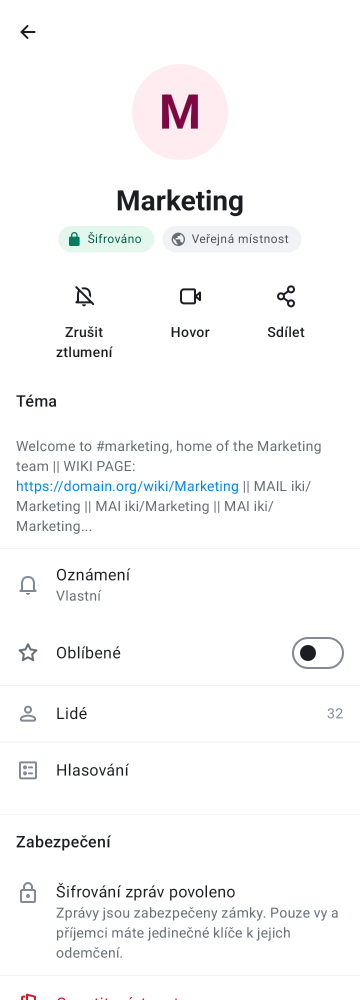 M
Marketing
Šifrováno
Veřejná místnost
Zrušit
ztlumení
Hovor
Sdílet
Téma
Welcome to #marketing, home of the Marketing
team || WIKI PAGE:
https://domain.org/wiki/Marketing || MAIL iki/
Marketing || MAI iki/Marketing || MAI iki/
Marketing...
Oznámení
Vlastní
Oblíbené
Lidé 32
Hlasování
Zabezpečení
Šifrování zpráv povoleno
Zprávy jsou zabezpečeny zámky. Pouze vy a
příjemci máte jedinečné klíče k jejich
odemčení.